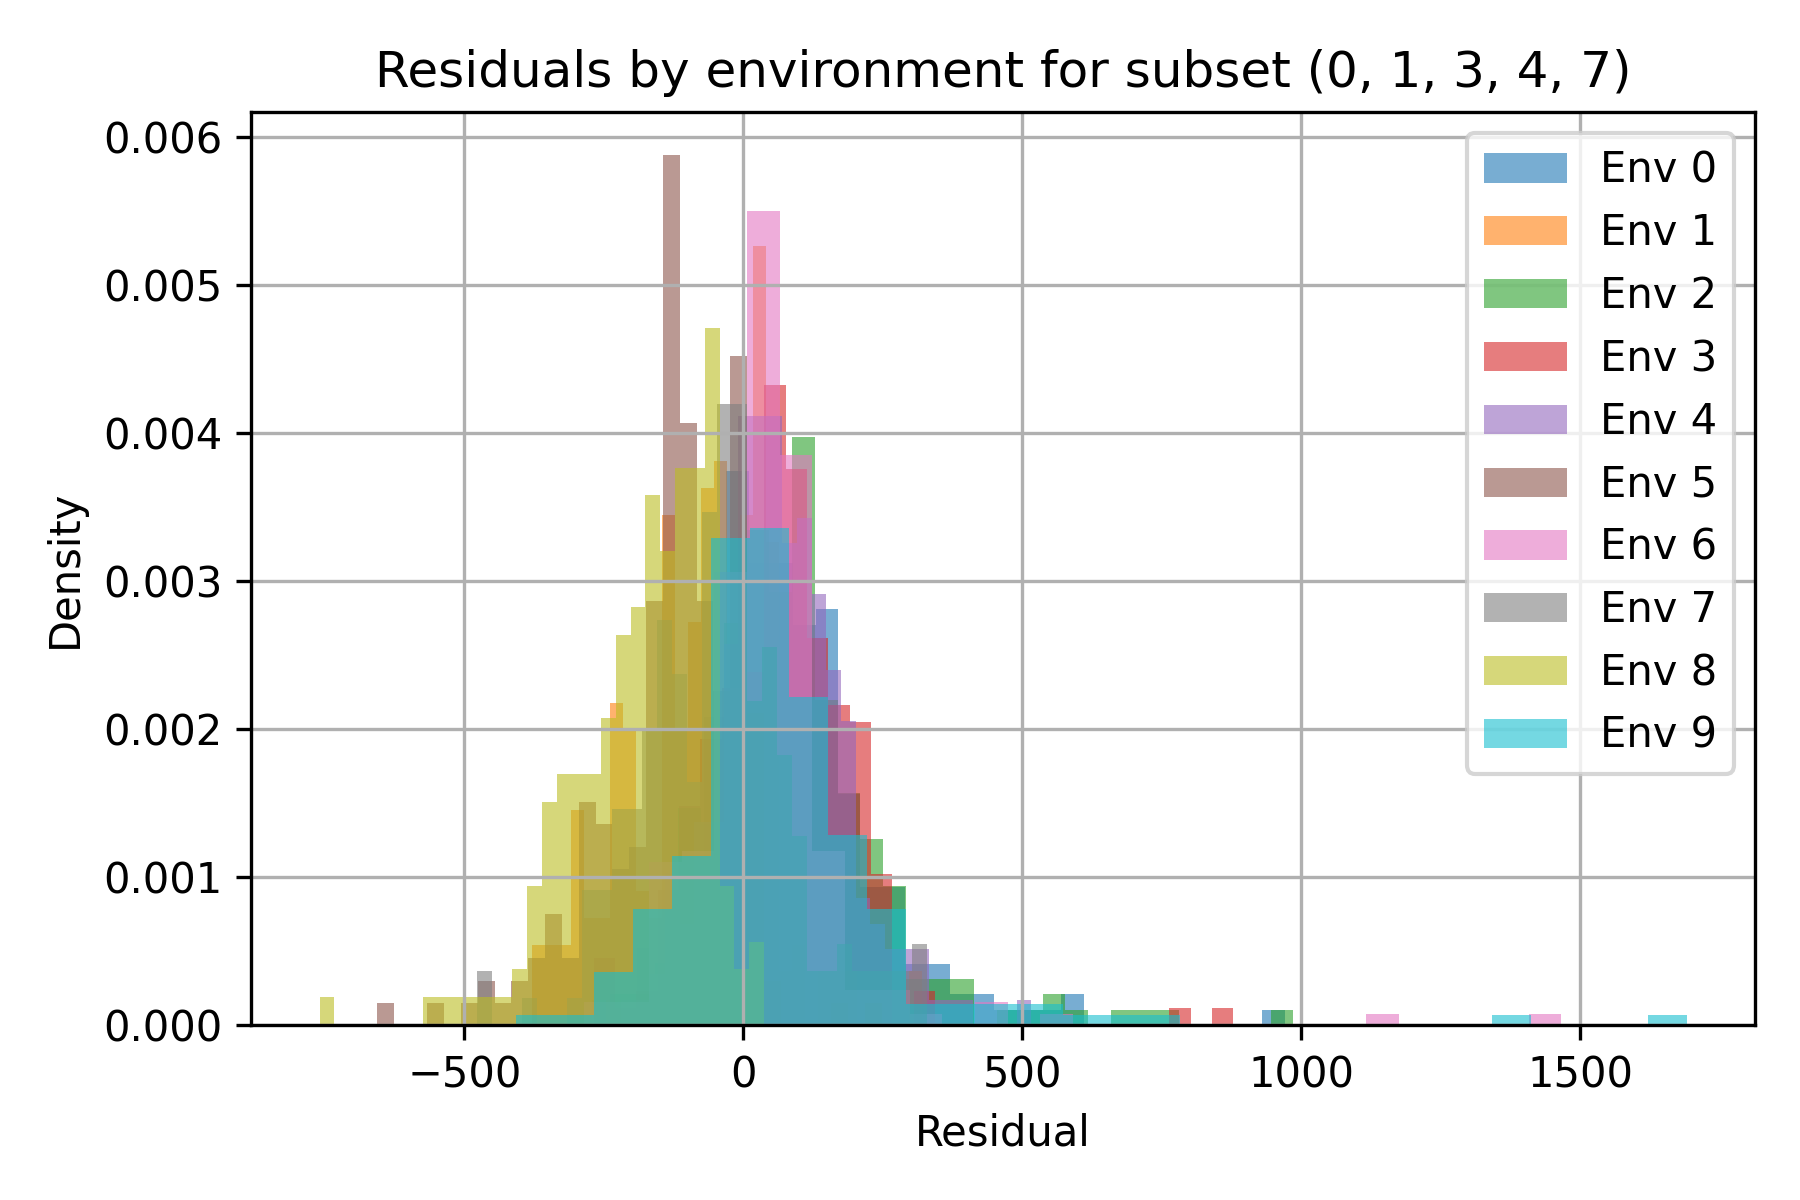 Residuals by environment for subset (0, 1, 3, 4, 7)
0.006
0.005
0.004
0.003
0.002
0.001
0.000
Density
Env 0
Env 1
Env 2
Env 3
Env 4
Env 5
Env 6
Env 7
Env 8
Env 9
−500
0
500
1000
1500
Residual